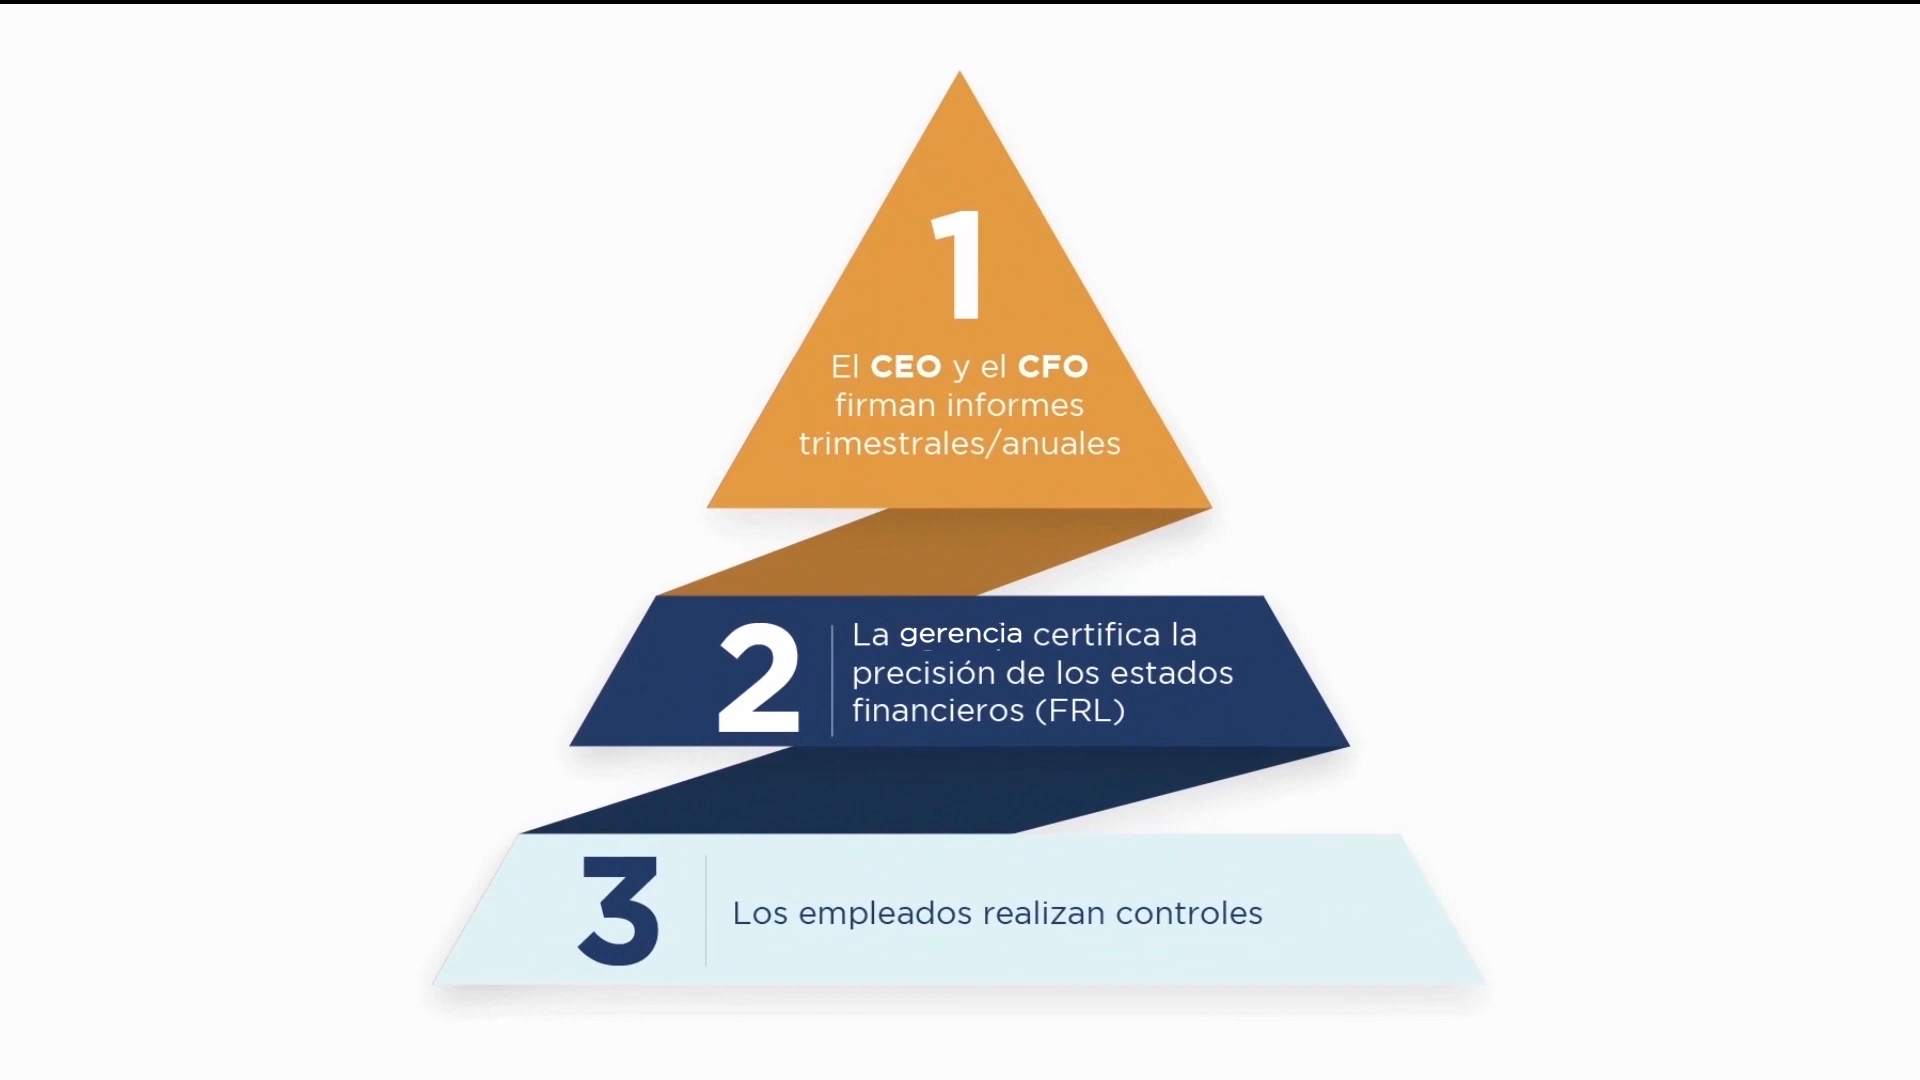 1
El CEO y el CFO
firman informes
trimestrales/anuales
2
La gerencia certifica la
precisión de los estados
financieros (FRL)
3
Los empleados realizan controles